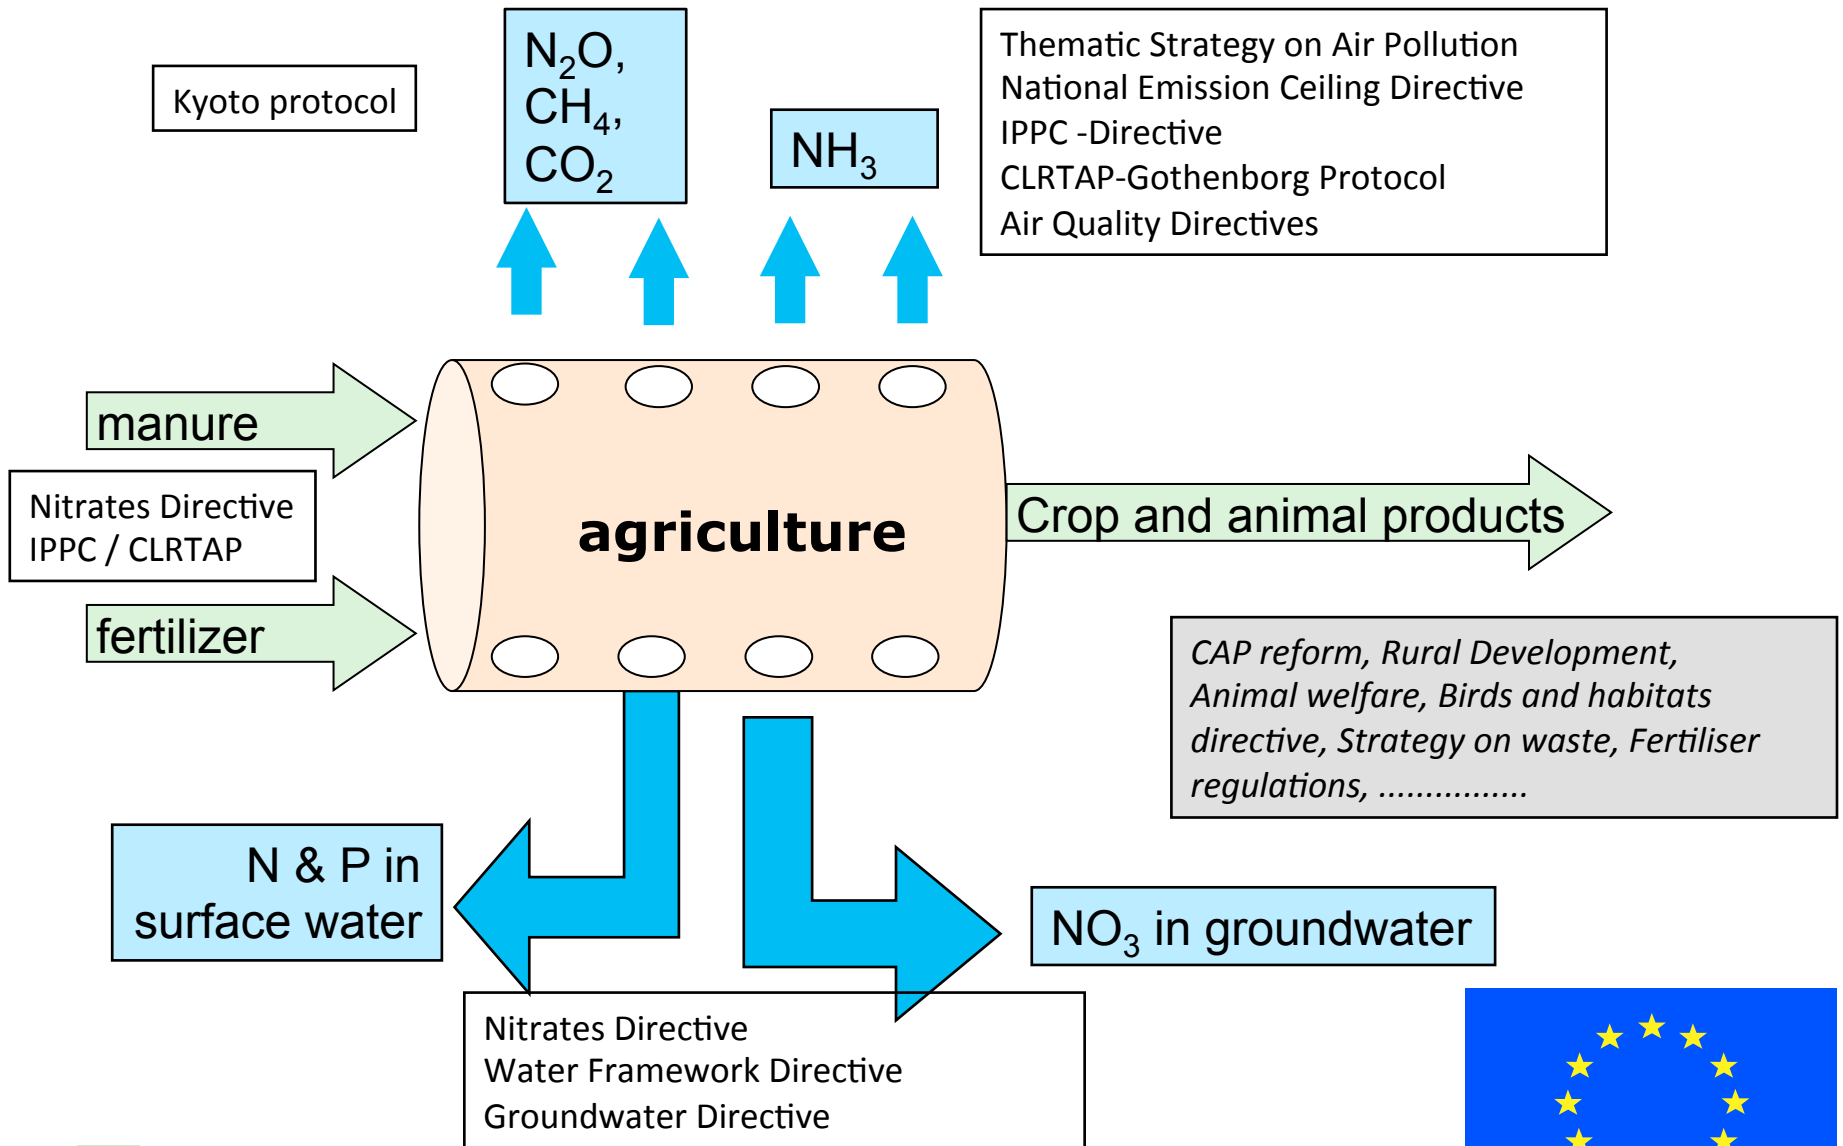 Kyoto protocol
N₂O,
CH₄,
CO₂
NH₃
Thematic Strategy on Air Pollution
National Emission Ceiling Directive
IPPC -Directive
CLRTAP-Gothenborg Protocol
Air Quality Directives
manure
Nitrates Directive
IPPC / CLRTAP
fertilizer
agriculture
Crop and animal products
CAP reform, Rural Development,
Animal welfare, Birds and habitats
directive, Strategy on waste, Fertiliser
regulations, ................
N & P in
surface water
NO₃ in groundwater
Nitrates Directive
Water Framework Directive
Groundwater Directive